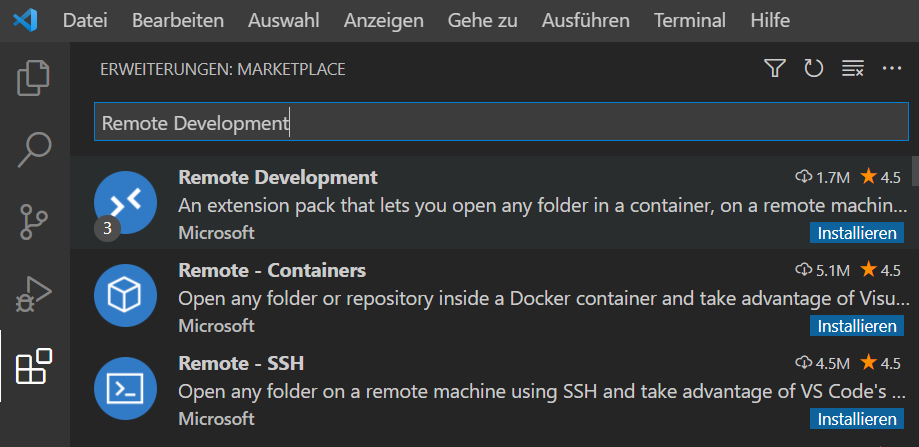 Datei Bearbeiten Auswahl Anzeigen Gehe zu Ausführen Terminal Hilfe
ERWEITERUNGEN: MARKETPLACE
Remote Development
Remote Development 1.7M 4.5
An extension pack that lets you open any folder in a container, on a remote machin...
3 Microsoft Installieren
Remote - Containers 5.1M 4.5
Open any folder or repository inside a Docker container and take advantage of Visu...
Microsoft Installieren
Remote - SSH 4.5M 4.5
Open any folder on a remote machine using SSH and take advantage of VS Code's ...
Microsoft Installieren